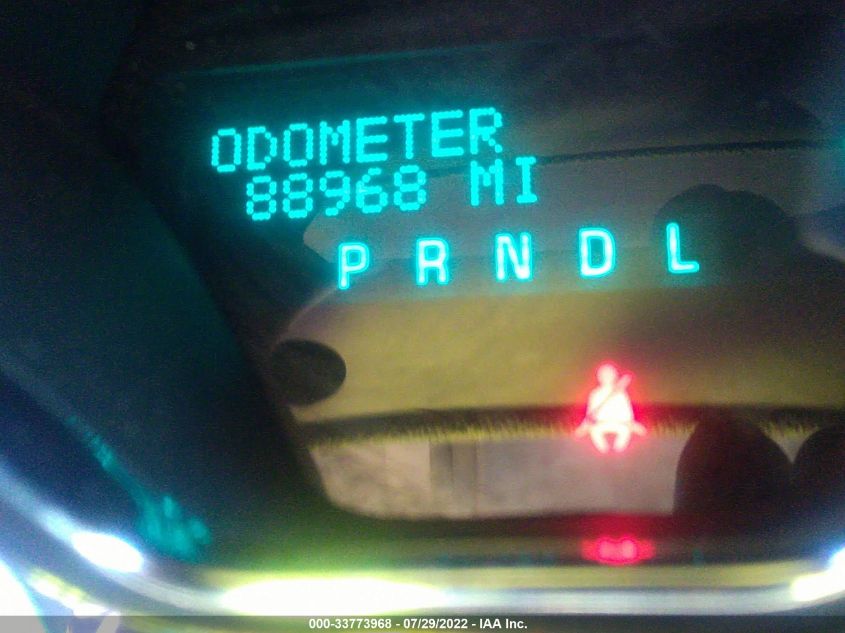 ODOMETER
88968 MI
P R N D L
000-33773968 - 07/29/2022 - IAA Inc.